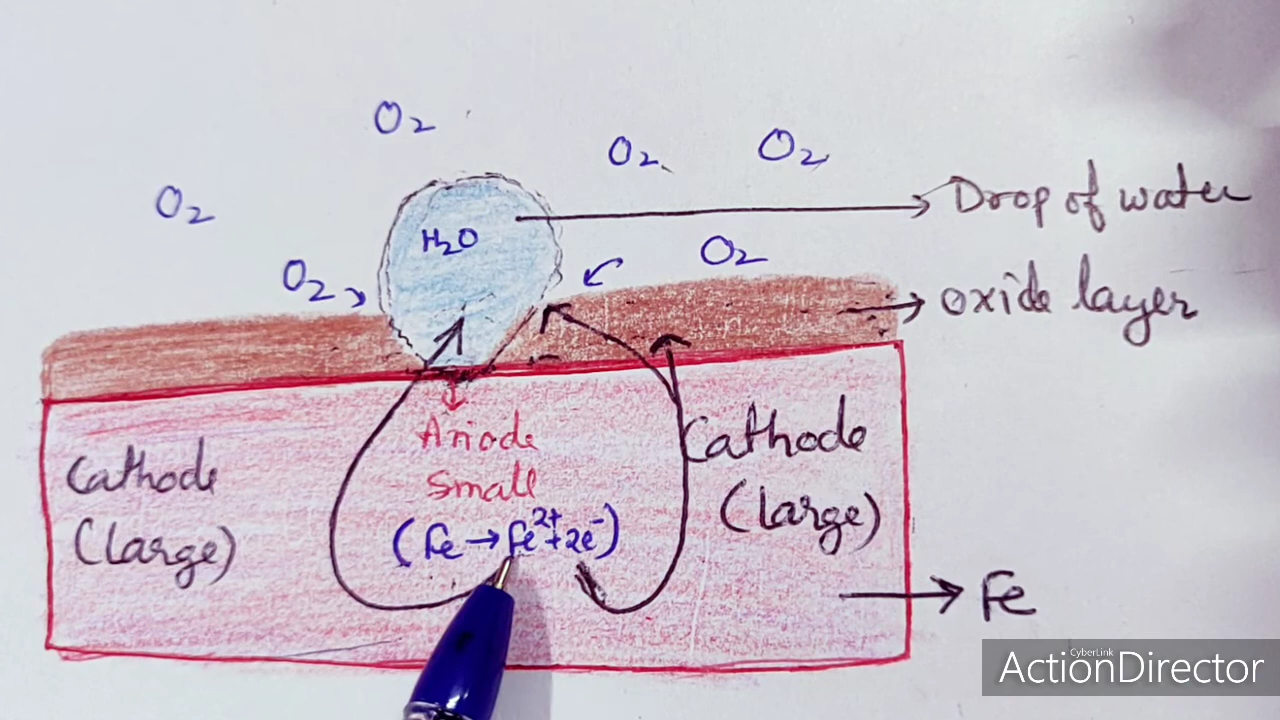 O₂
O₂ O₂
O₂
Drop of water
H₂O
O₂
O₂
oxide layer
Anode
Small
(Fe → Fe²⁺+2e⁻)
Cathode
(large)
Cathode
(large)
Fe
CyberLink
ActionDirector